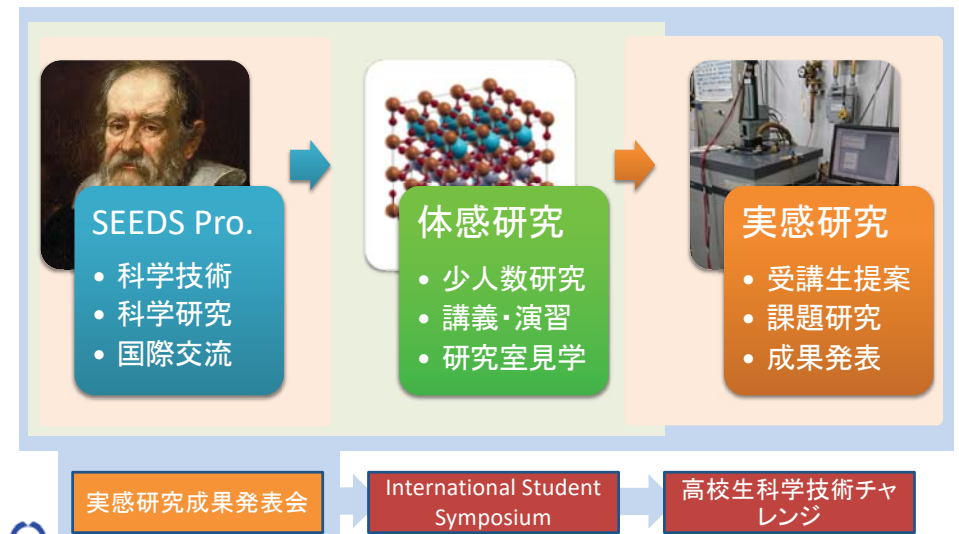 SEEDS Pro.
• 科学技術
• 科学研究
• 国際交流
体感研究
• 少人数研究
• 講義・演習
• 研究室見学
実感研究
• 受講生提案
• 課題研究
• 成果発表
実感研究成果発表会
International Student
Symposium
高校生科学技術チャ
レンジ